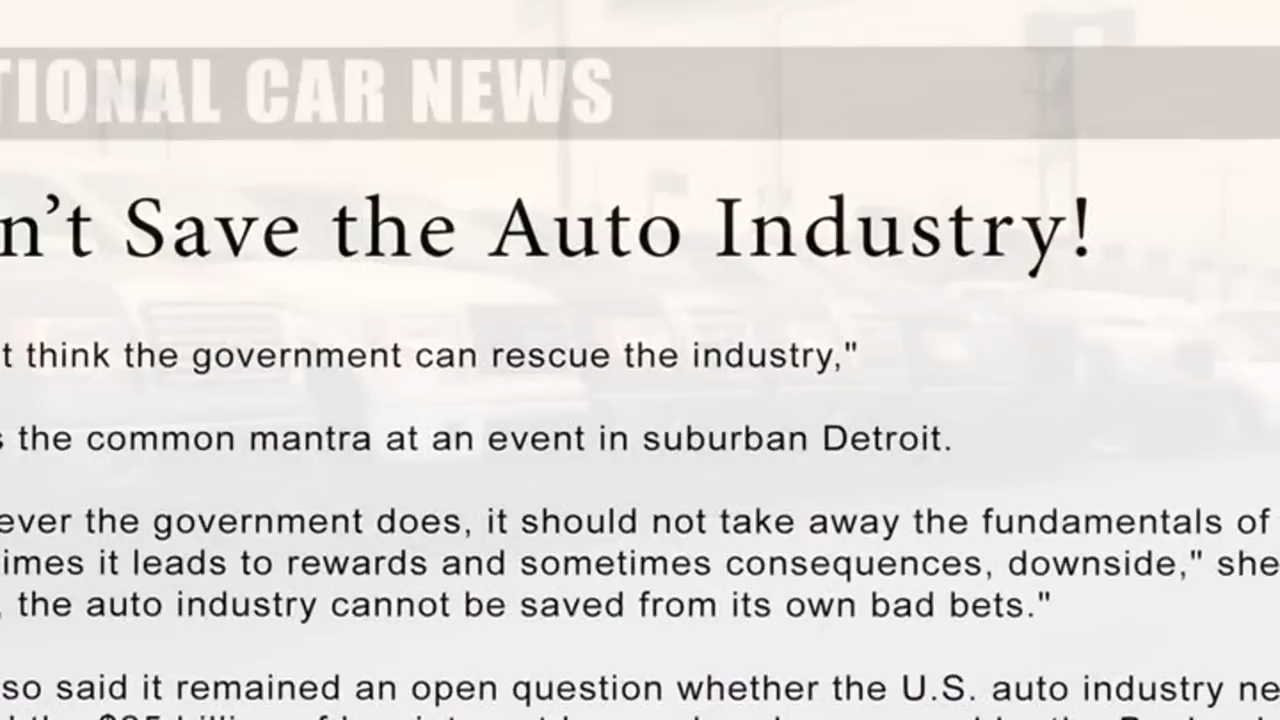 TIONAL CAR NEWS
n’t Save the Auto Industry!
t think the government can rescue the industry,"
s the common mantra at an event in suburban Detroit.
ever the government does, it should not take away the fundamentals of
imes it leads to rewards and sometimes consequences, downside," she
, the auto industry cannot be saved from its own bad bets."
so said it remained an open question whether the U.S. auto industry ne